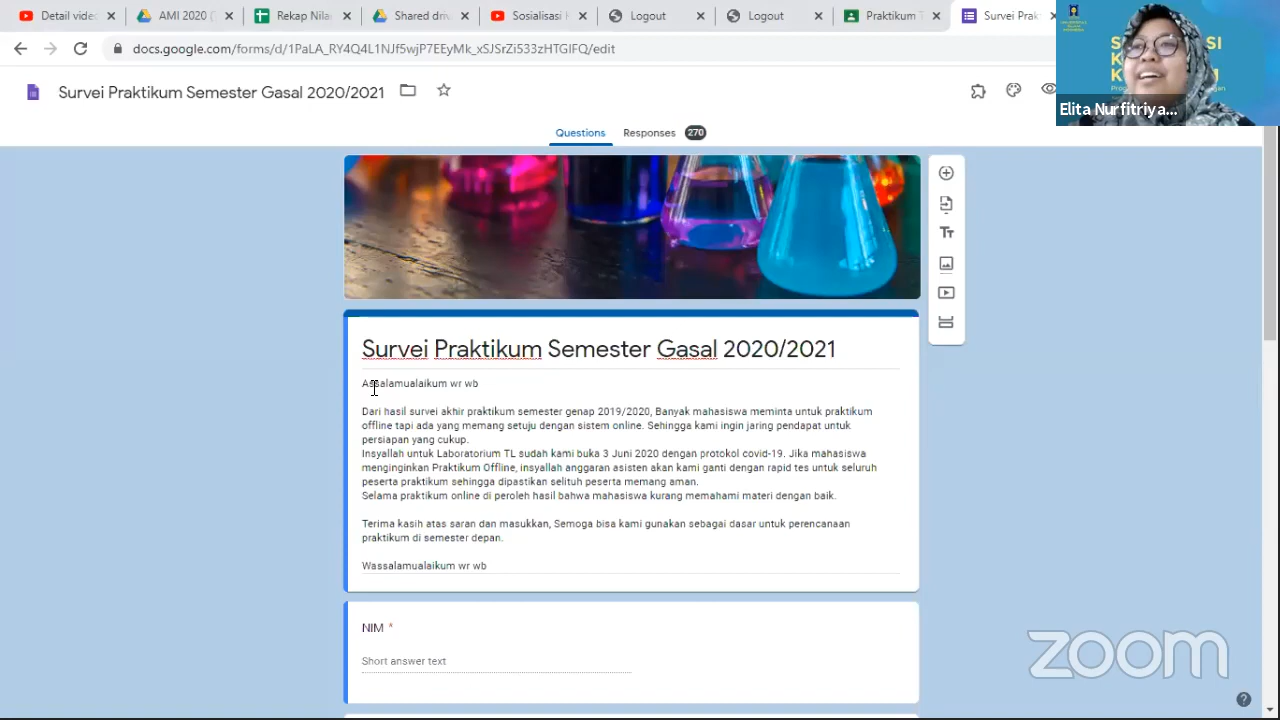 Detail video
AMI 2020 (
Rekap Nilai
Shared driv
Sosialisasi K
Logout
Logout
Praktikum T
Survei Prak
docs.google.com/forms/d/1PaLA_RY4Q4L1NJf5wjP7EEyMk_xSJSrZi533zHTGlFQ/edit
Survei Praktikum Semester Gasal 2020/2021
Elita Nurfitriya...
Questions
Responses 270
Survei Praktikum Semester Gasal 2020/2021
Assalamualaikum wr wb
Dari hasil survei akhir praktikum semester genap 2019/2020, Banyak mahasiswa meminta untuk praktikum
offline tapi ada yang memang setuju dengan sistem online. Sehingga kami ingin jaring pendapat untuk
persiapan yang cukup.
Insyallah untuk Laboratorium TL sudah kami buka 3 Juni 2020 dengan protokol covid-19. Jika mahasiswa
menginginkan Praktikum Offline, insyallah anggaran asisten akan kami ganti dengan rapid tes untuk seluruh
peserta praktikum sehingga dipastikan selituh peserta memang aman.
Selama praktikum online di peroleh hasil bahwa mahasiswa kurang memahami materi dengan baik.
Terima kasih atas saran dan masukkan, Semoga bisa kami gunakan sebagai dasar untuk perencanaan
praktikum di semester depan.
Wassalamualaikum wr wb
NIM *
Short answer text
zoom